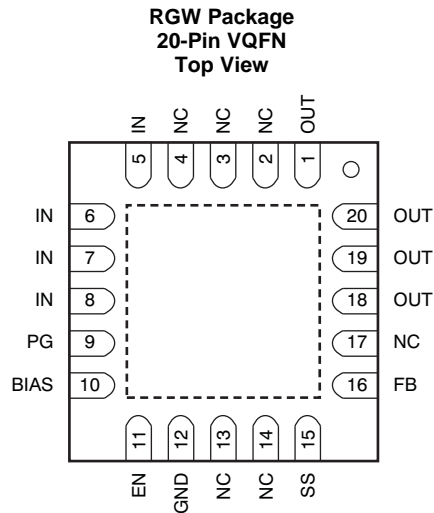 RGW Package
20-Pin VQFN
Top View
IN NC NC NC OUT
5 4 3 2 1
IN 6 20 OUT
IN 7 19 OUT
IN 8 18 OUT
PG 9 17 NC
BIAS 10 16 FB
11 12 13 14 15
EN GND NC NC SS